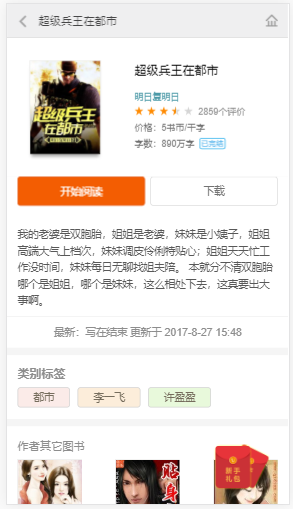 超级兵王在都市
超级兵王
在都市
超级兵王在都市
明日复明日
2859个评价
价格：5书币/千字
字数：890万字 已完结
开始阅读
下载
我的老婆是双胞胎，姐姐是老婆，妹妹是小姨子，姐姐
高端大气上档次，妹妹调皮伶俐特贴心；姐姐天天忙工
作没时间，妹妹每日无聊找姐夫陪。 本就分不清双胞胎
哪个是姐姐，哪个是妹妹，这么相处下去，这真要出大
事啊。
最新：写在结束 更新于 2017-8-27 15:48
类别标签
都市
李一飞
许盈盈
作者其它图书
贴身
新手
礼包